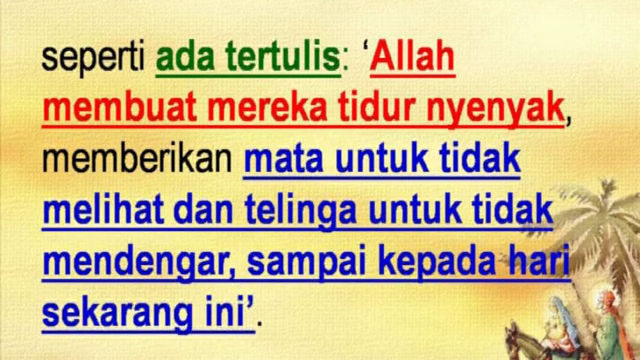 seperti ada tertulis: ‘Allah
membuat mereka tidur nyenyak,
memberikan mata untuk tidak
melihat dan telinga untuk tidak
mendengar, sampai kepada hari
sekarang ini’.